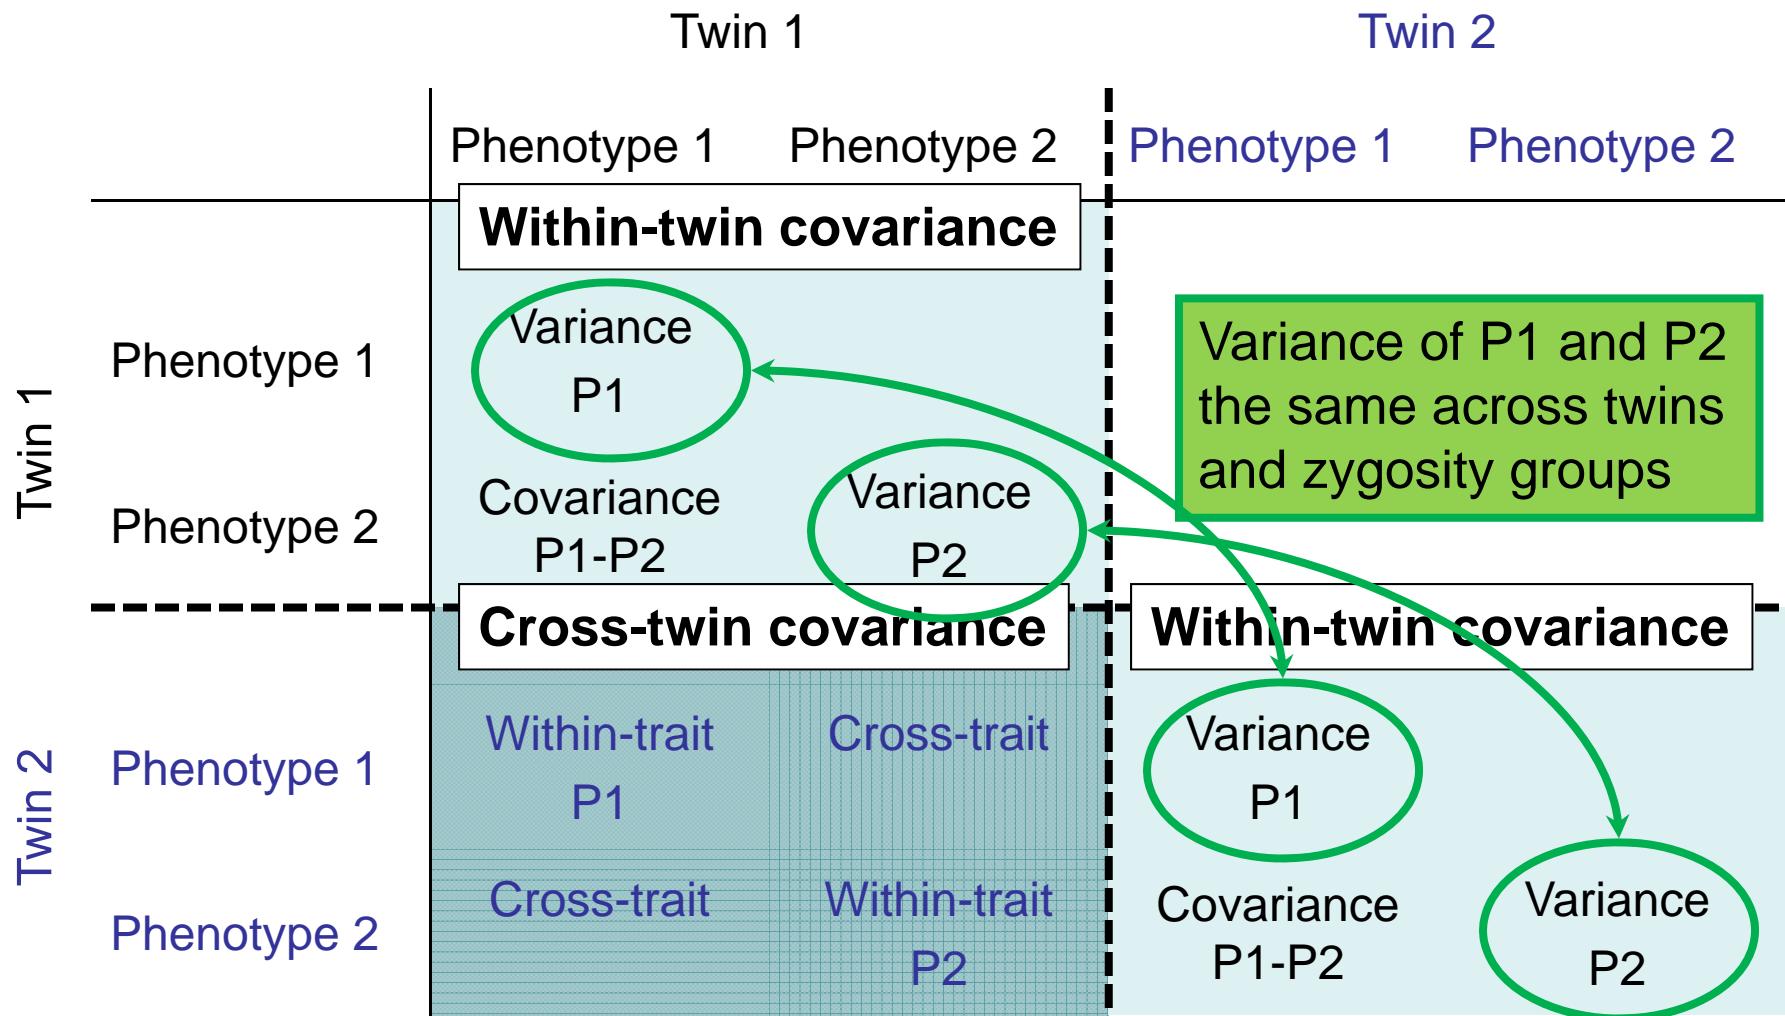 Twin 1
Twin 2
Phenotype 1
Phenotype 2
Phenotype 1
Phenotype 2
Within-twin covariance
Twin 1
Phenotype 1
Variance
P1
Variance of P1 and P2
the same across twins
and zygosity groups
Phenotype 2
Covariance
P1-P2
Variance
P2
Cross-twin covariance
Within-twin covariance
Twin 2
Phenotype 1
Within-trait
P1
Cross-trait
Variance
P1
Phenotype 2
Cross-trait
Within-trait
P2
Covariance
P1-P2
Variance
P2